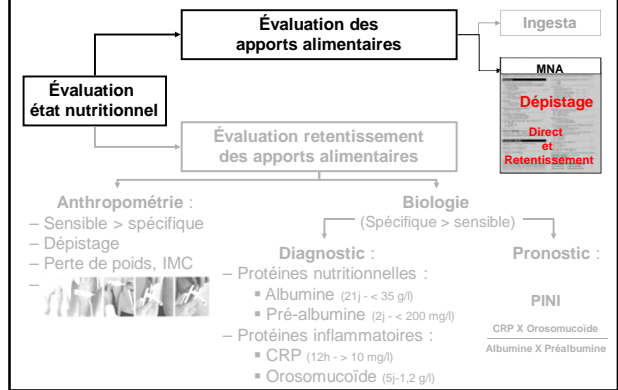 Évaluation des
apports alimentaires
Ingesta
MNA
Dépistage
Direct
et
Retentissement
Évaluation
état nutritionnel
Évaluation retentissement
des apports alimentaires
Anthropométrie :
– Sensible > spécifique
– Dépistage
– Perte de poids, IMC
–
Biologie
(Spécifique > sensible)
Diagnostic :
– Protéines nutritionnelles :
▪ Albumine (21j - < 35 g/l)
▪ Pré-albumine (2j - < 200 mg/l)
– Protéines inflammatoires :
▪ CRP (12h - > 10 mg/l)
▪ Orosomucoïde (5j-1,2 g/l)
Pronostic :
PINI
CRP X Orosomucoïde
Albumine X Préalbumine